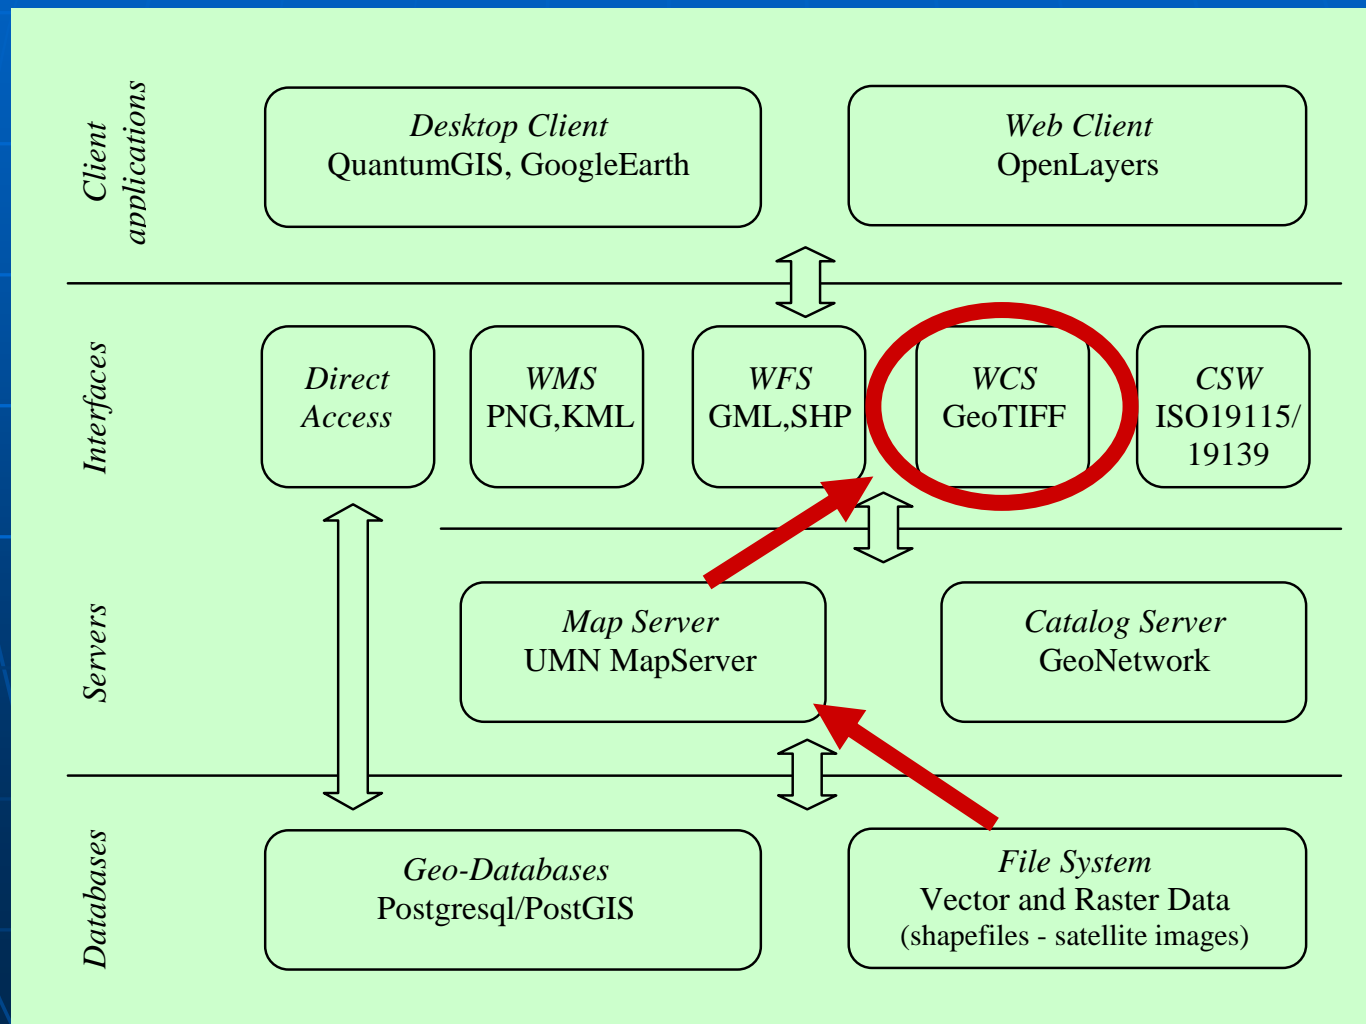 Client
applications
Desktop Client
QuantumGIS, GoogleEarth
Web Client
OpenLayers
Interfaces
Direct
Access
WMS
PNG,KML
WFS
GML,SHP
WCS
GeoTIFF
CSW
ISO19115/
19139
Servers
Map Server
UMN MapServer
Catalog Server
GeoNetwork
Databases
Geo-Databases
Postgresql/PostGIS
File System
Vector and Raster Data
(shapefiles - satellite images)